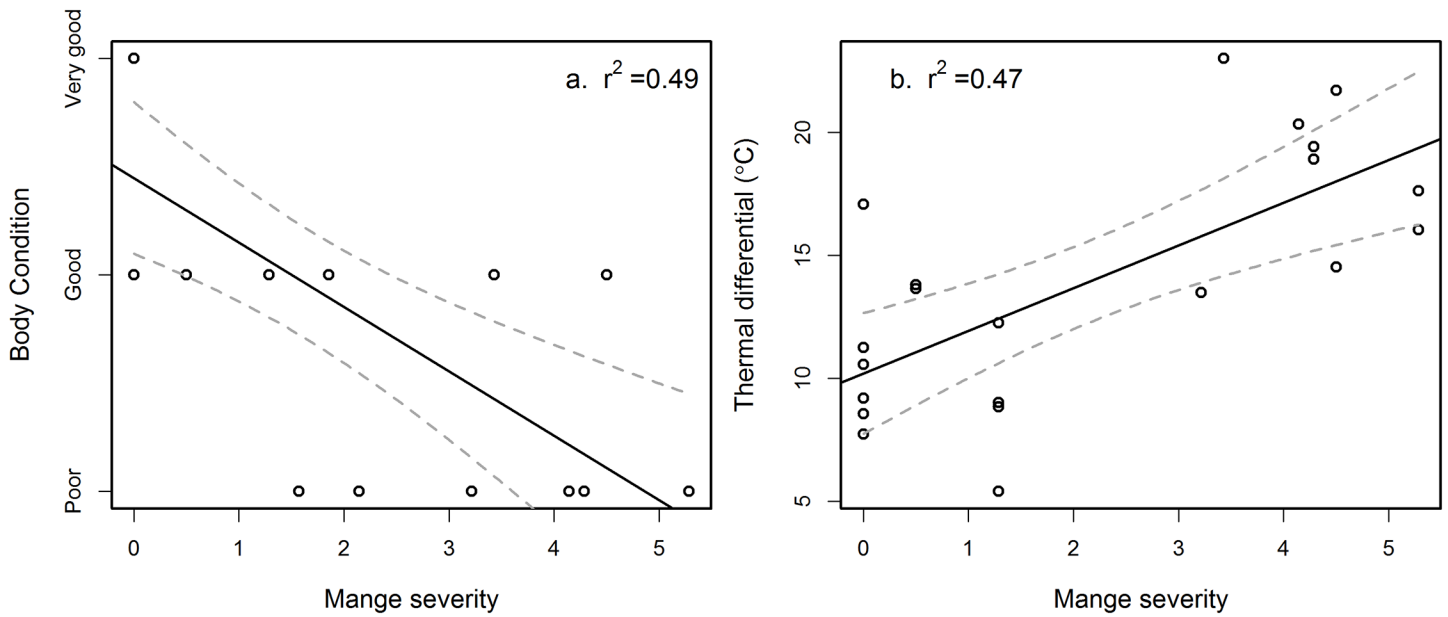 a. r² =0.49
Very good
Good
Poor
Body Condition
0 1 2 3 4 5
Mange severity
b. r² =0.47
20
15
10
5
Thermal differential (°C)
0 1 2 3 4 5
Mange severity